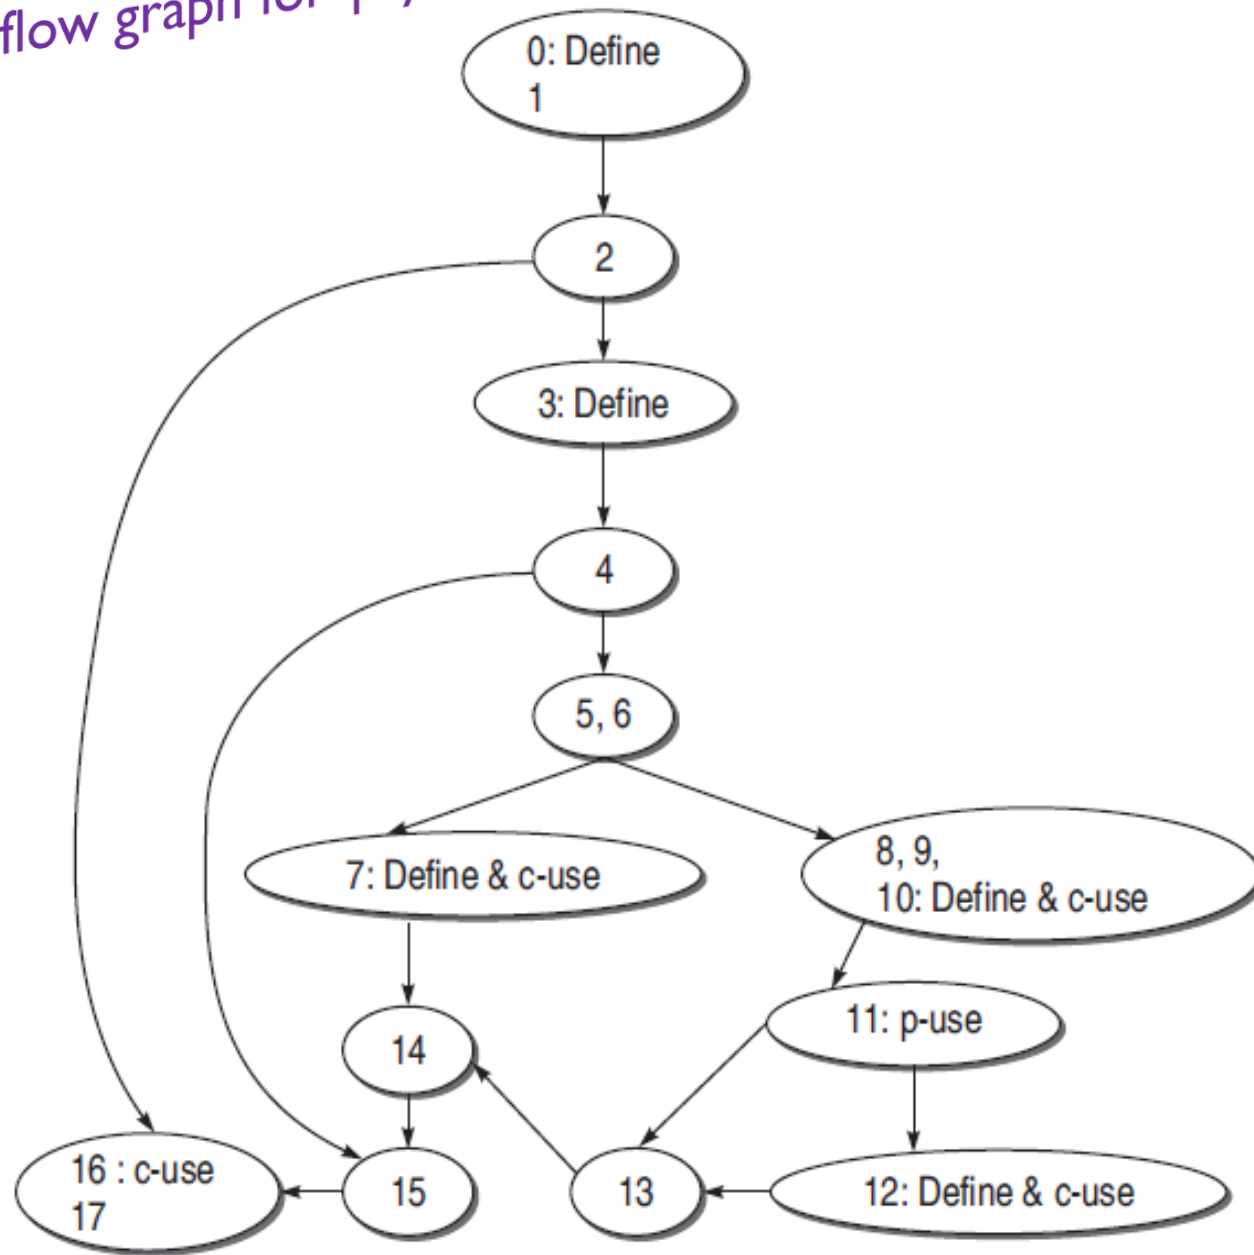 flow graph for
0: Define
1
2
3: Define
4
5, 6
7: Define & c-use
8, 9,
10: Define & c-use
11: p-use
14
16 : c-use
17
15
13
12: Define & c-use